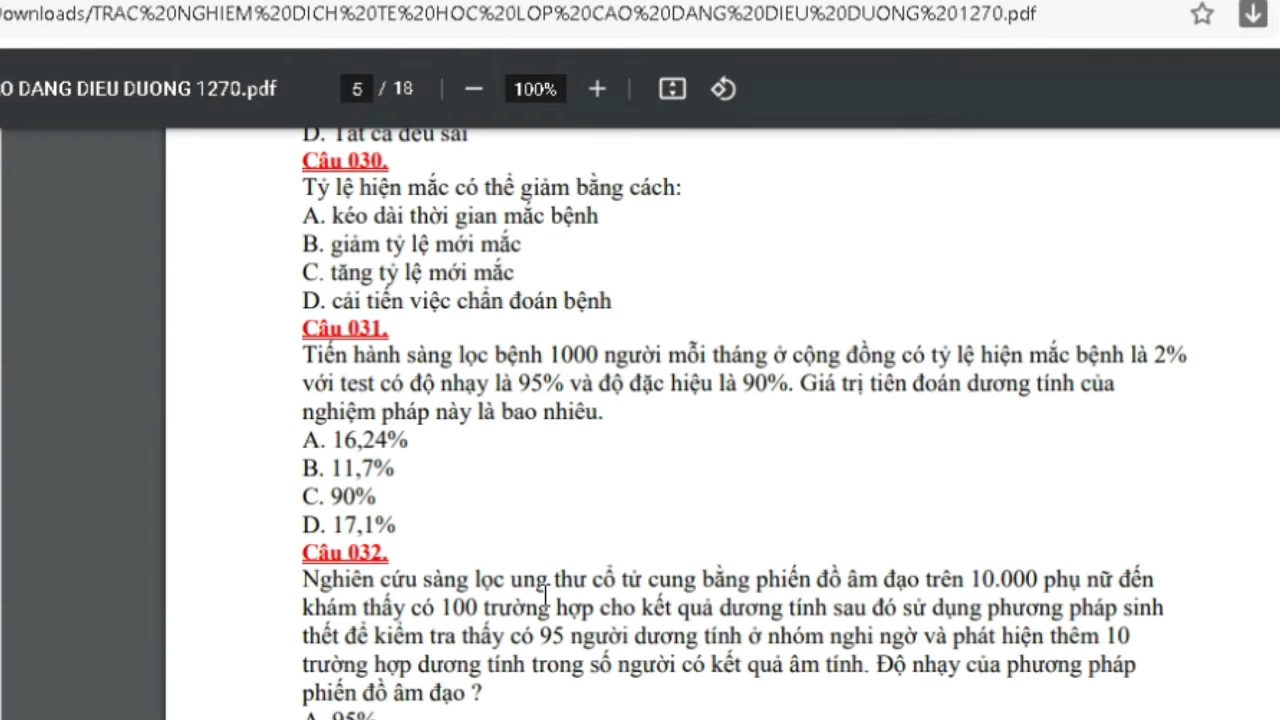 ownloads/TRAC%20NGHIEM%20DICH%20TE%20HOC%20LOP%20CAO%20DANG%20DIEU%20DUONG%201270.pdf
O DANG DIEU DUONG 1270.pdf 5 / 18 100%
D. Tất cả đều sai
Câu 030.
Tỷ lệ hiện mắc có thể giảm bằng cách:
A. kéo dài thời gian mắc bệnh
B. giảm tỷ lệ mới mắc
C. tăng tỷ lệ mới mắc
D. cải tiến việc chẩn đoán bệnh
Câu 031.
Tiến hành sàng lọc bệnh 1000 người mỗi tháng ở cộng đồng có tỷ lệ hiện mắc bệnh là 2%
với test có độ nhạy là 95% và độ đặc hiệu là 90%. Giá trị tiên đoán dương tính của
nghiệm pháp này là bao nhiêu.
A. 16,24%
B. 11,7%
C. 90%
D. 17,1%
Câu 032.
Nghiên cứu sàng lọc ung thư cổ tử cung bằng phiến đồ âm đạo trên 10.000 phụ nữ đến
khám thấy có 100 trường hợp cho kết quả dương tính sau đó sử dụng phương pháp sinh
thết để kiểm tra thấy có 95 người dương tính ở nhóm nghi ngờ và phát hiện thêm 10
trường hợp dương tính trong số người có kết quả âm tính. Độ nhạy của phương pháp
phiến đồ âm đạo ?
A. 95%